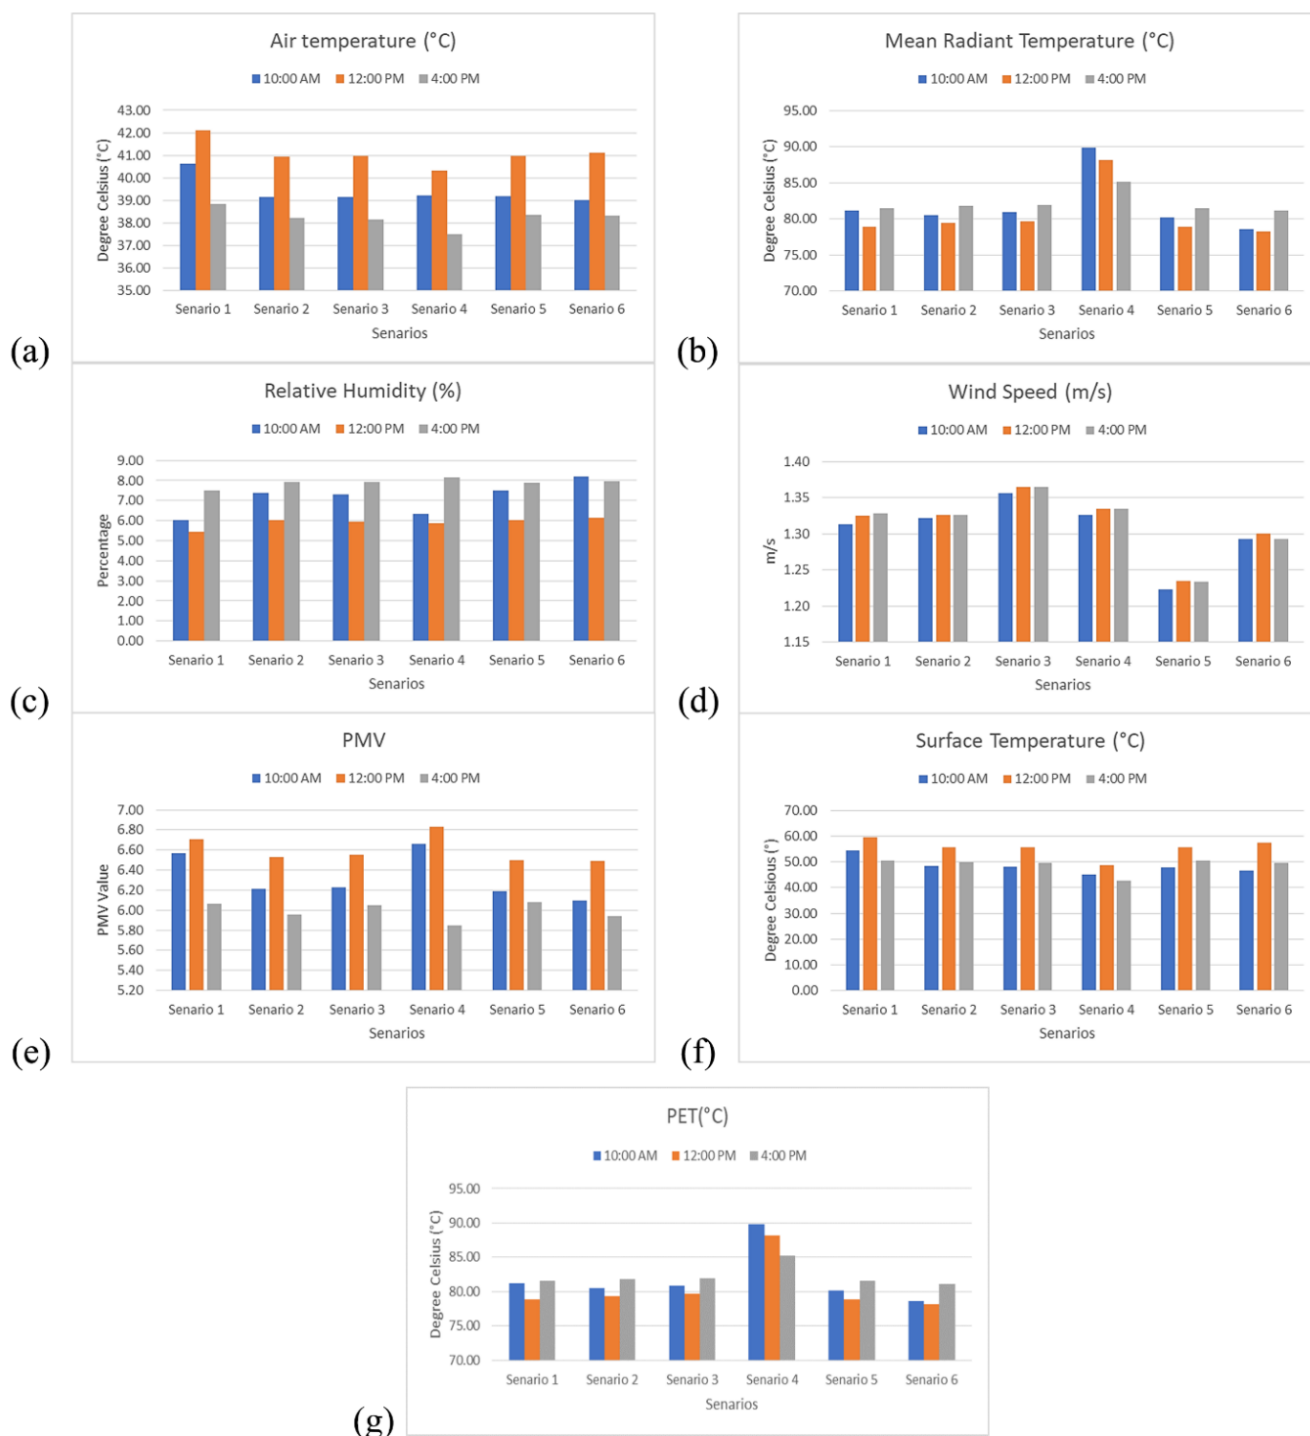 Air temperature (°C)
10:00 AM 12:00 PM 4:00 PM
43.00
42.00
41.00
40.00
39.00
38.00
37.00
36.00
35.00
Degree Celsius (°C)
Senario 1 Senario 2 Senario 3 Senario 4 Senario 5 Senario 6
Senarios
(a)
Mean Radiant Temperature (°C)
10:00 AM 12:00 PM 4:00 PM
95.00
90.00
85.00
80.00
75.00
70.00
Degree Celsius (°C)
Senario 1 Senario 2 Senario 3 Senario 4 Senario 5 Senario 6
Senarios
(b)
Relative Humidity (%)
10:00 AM 12:00 PM 4:00 PM
9.00
8.00
7.00
6.00
5.00
4.00
3.00
2.00
1.00
0.00
Percentage
Senario 1 Senario 2 Senario 3 Senario 4 Senario 5 Senario 6
Senarios
(c)
Wind Speed (m/s)
10:00 AM 12:00 PM 4:00 PM
1.40
1.35
1.30
1.25
1.20
1.15
m/s
Senario 1 Senario 2 Senario 3 Senario 4 Senario 5 Senario 6
Senarios
(d)
PMV
10:00 AM 12:00 PM 4:00 PM
7.00
6.80
6.60
6.40
6.20
6.00
5.80
5.60
5.40
5.20
PMV Value
Senario 1 Senario 2 Senario 3 Senario 4 Senario 5 Senario 6
Senarios
(e)
Surface Temperature (°C)
10:00 AM 12:00 PM 4:00 PM
70.00
60.00
50.00
40.00
30.00
20.00
10.00
0.00
Degree Celsious (°)
Senario 1 Senario 2 Senario 3 Senario 4 Senario 5 Senario 6
Senarios
(f)
PET(°C)
10:00 AM 12:00 PM 4:00 PM
95.00
90.00
85.00
80.00
75.00
70.00
Degree Celsius (°C)
Senario 1 Senario 2 Senario 3 Senario 4 Senario 5 Senario 6
Senarios
(g)